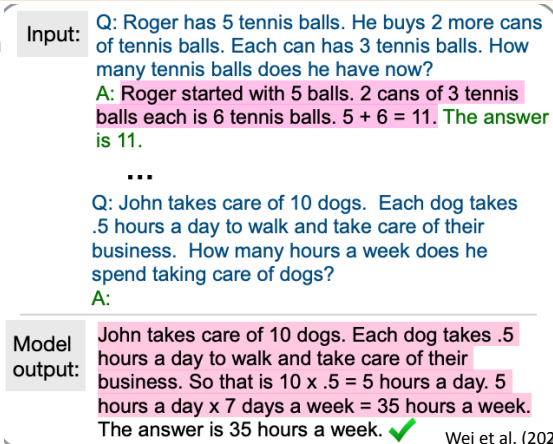 Input:
Q: Roger has 5 tennis balls. He buys 2 more cans
of tennis balls. Each can has 3 tennis balls. How
many tennis balls does he have now?
A: Roger started with 5 balls. 2 cans of 3 tennis
balls each is 6 tennis balls. 5 + 6 = 11. The answer
is 11.
...
Q: John takes care of 10 dogs. Each dog takes
.5 hours a day to walk and take care of their
business. How many hours a week does he
spend taking care of dogs?
A:
Model
output:
John takes care of 10 dogs. Each dog takes .5
hours a day to walk and take care of their
business. So that is 10 x .5 = 5 hours a day. 5
hours a day x 7 days a week = 35 hours a week.
The answer is 35 hours a week.
Wei et al. (202